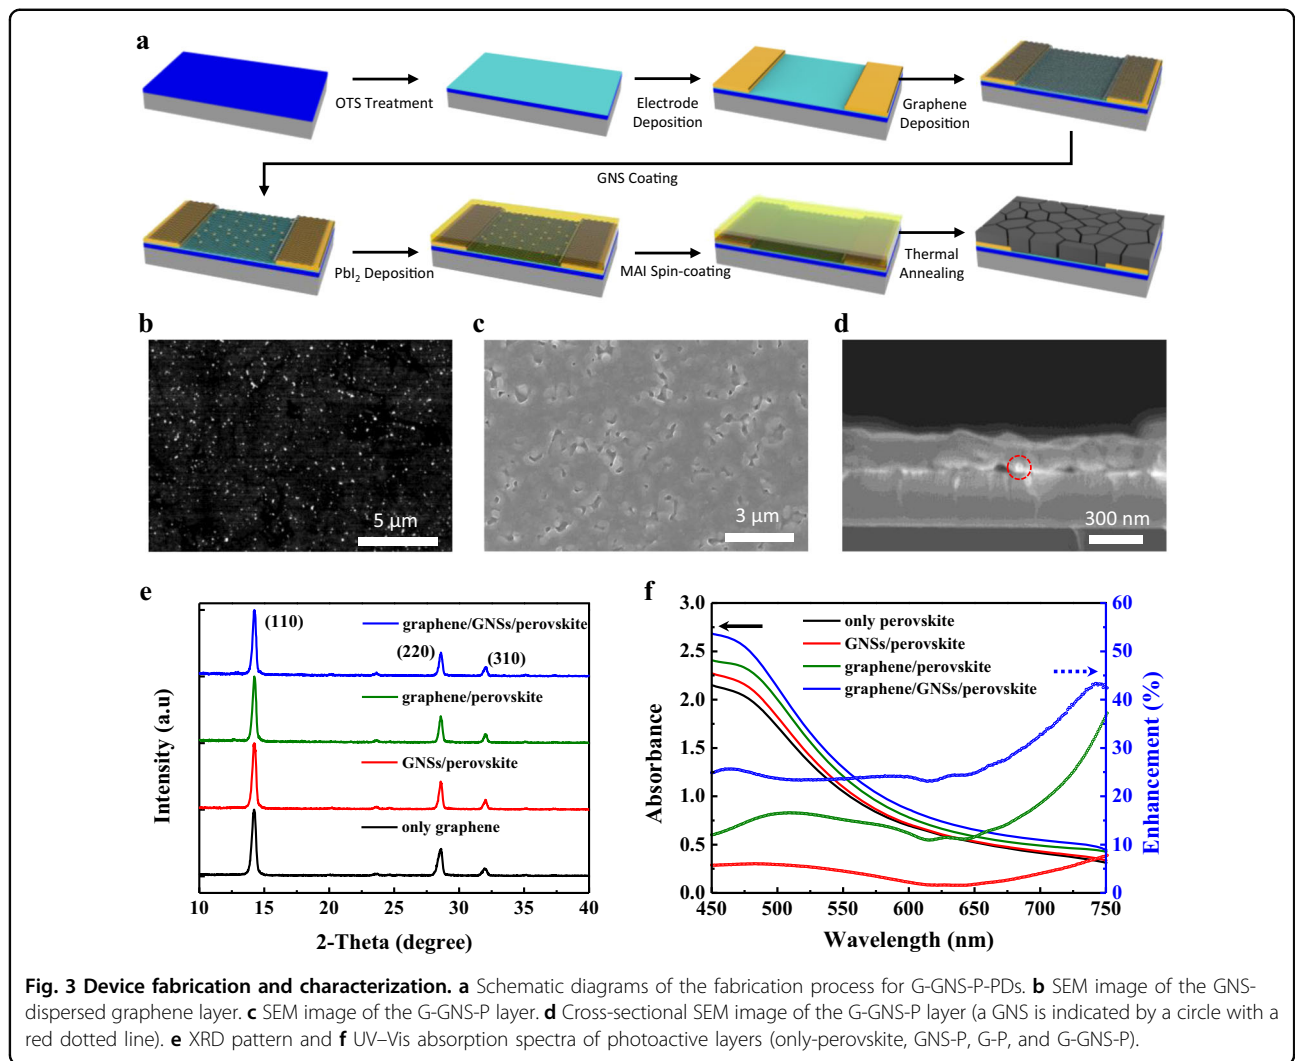 a
OTS Treatment
Electrode
Deposition
Graphene
Deposition
GNS Coating
PbI₂ Deposition
MAI Spin-coating
Thermal
Annealing
b
5 μm
c
3 μm
d
300 nm
e
(110)
(220)
(310)
graphene/GNSs/perovskite
graphene/perovskite
GNSs/perovskite
only graphene
Intensity (a.u)
10 15 20 25 30 35 40
2-Theta (degree)
f
only perovskite
GNSs/perovskite
graphene/perovskite
graphene/GNSs/perovskite
3.0
2.5
2.0
1.5
1.0
0.5
0.0
Absorbance
60
50
40
30
20
10
0
Enhancement (%)
450 500 550 600 650 700 750
Wavelength (nm)
Fig. 3 Device fabrication and characterization. a Schematic diagrams of the fabrication process for G-GNS-P-PDs. b SEM image of the GNS-
dispersed graphene layer. c SEM image of the G-GNS-P layer. d Cross-sectional SEM image of the G-GNS-P layer (a GNS is indicated by a circle with a
red dotted line). e XRD pattern and f UV–Vis absorption spectra of photoactive layers (only-perovskite, GNS-P, G-P, and G-GNS-P).